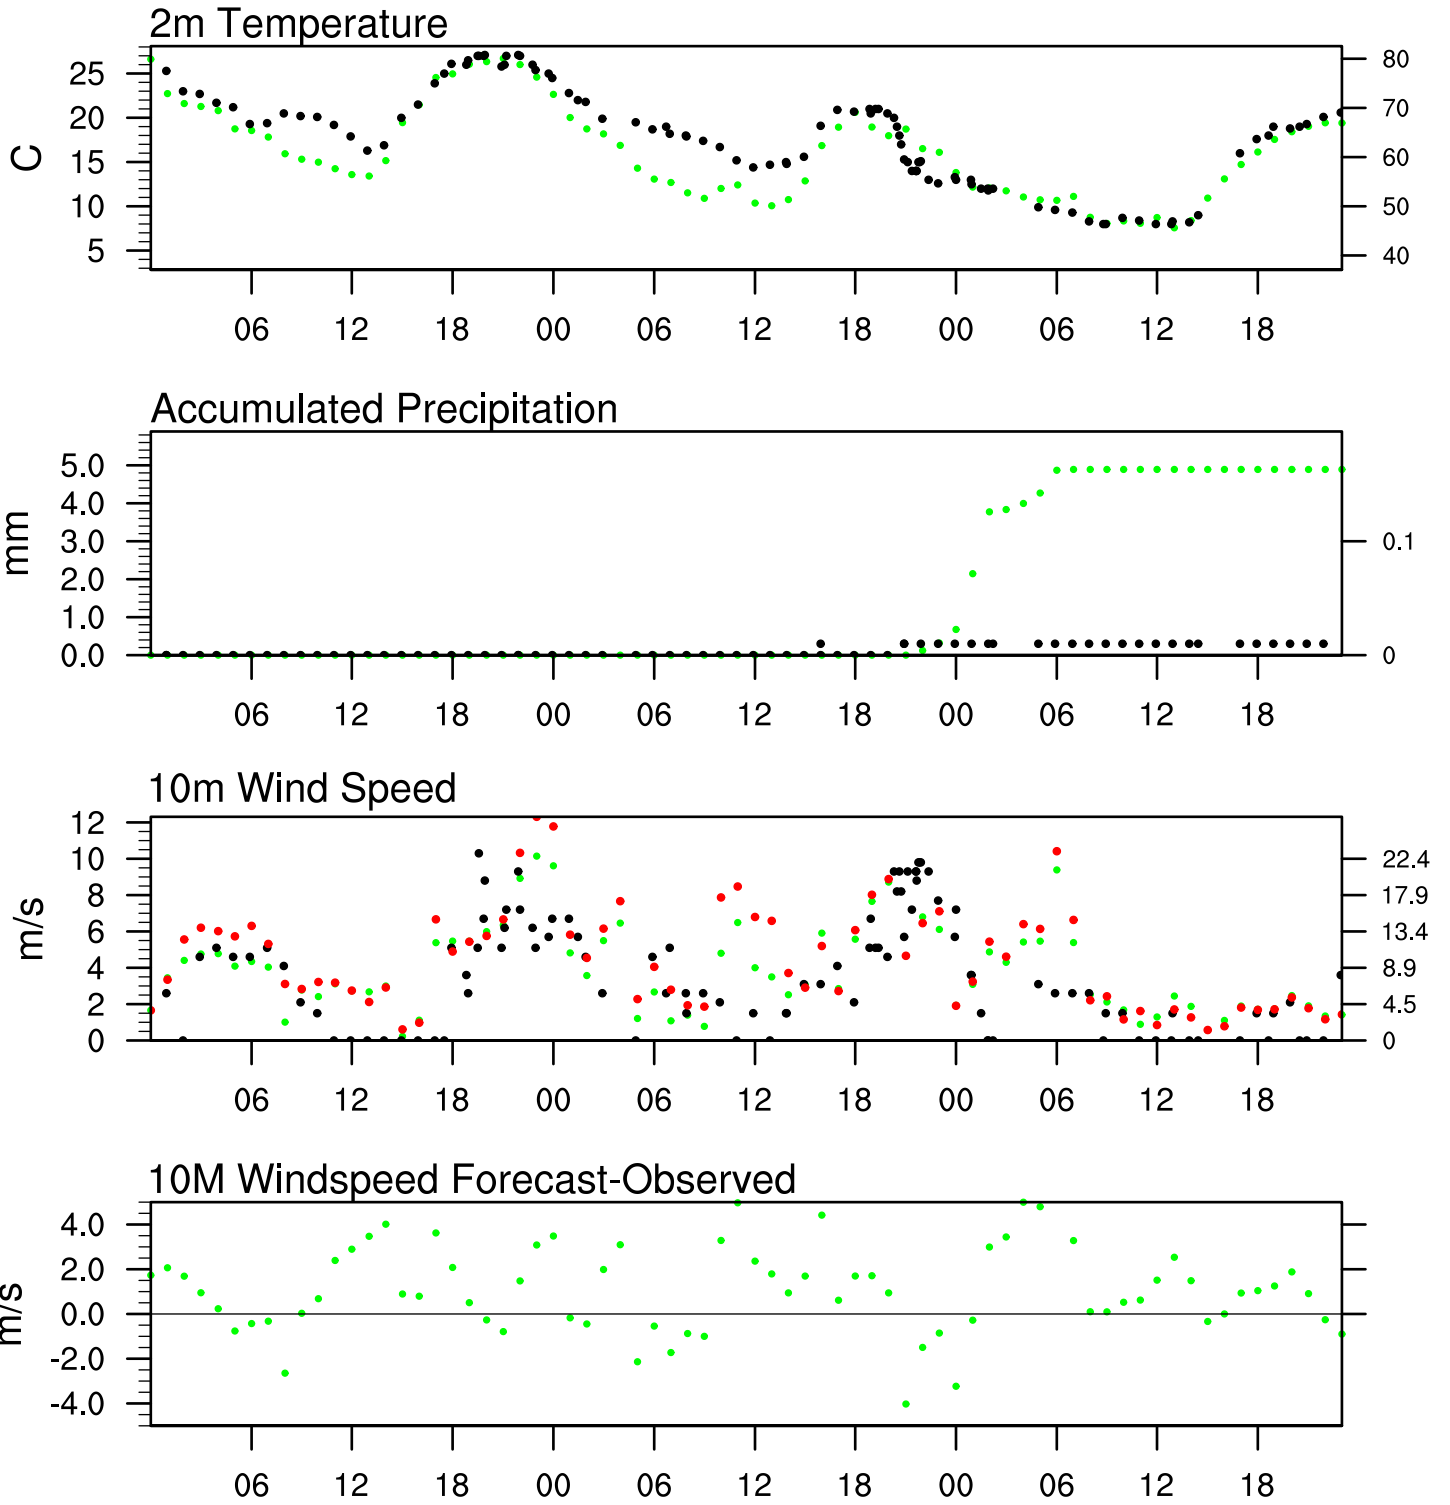 2m Temperature
25 80
20 70
C
15 60
10 50
5 40
06 12 18 00 06 12 18 00 06 12 18
Accumulated Precipitation
5.0
4.0
mm
3.0 0.1
2.0
1.0
0.0 0
06 12 18 00 06 12 18 00 06 12 18
10m Wind Speed
12
10 22.4
8 17.9
m/s
6 13.4
4 8.9
2 4.5
0 0
06 12 18 00 06 12 18 00 06 12 18
10M Windspeed Forecast-Observed
4.0
2.0
m/s
0.0
-2.0
-4.0
06 12 18 00 06 12 18 00 06 12 18